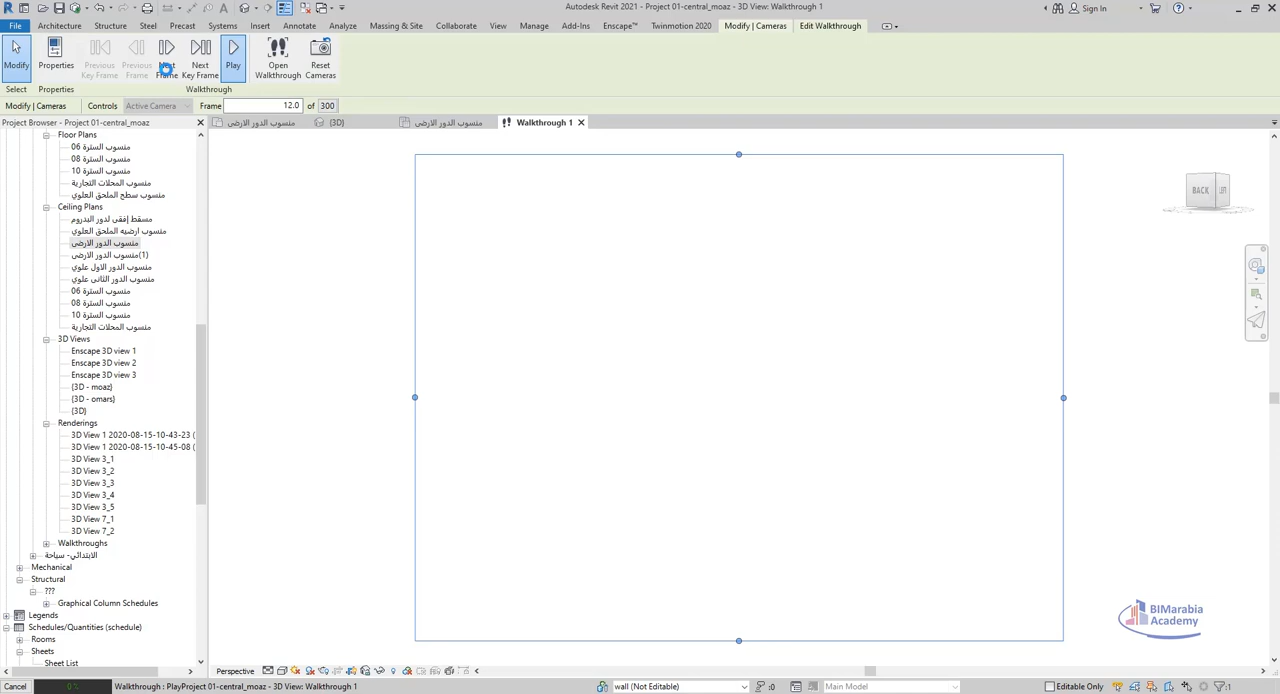 Autodesk Revit 2021 - Project 01-central_moaz - 3D View: Walkthrough 1
Sign In
File Architecture Structure Steel Precast Systems Insert Annotate Analyze Massing & Site Collaborate View Manage Add-Ins Enscape™ Twinmotion 2020 Modify | Cameras Edit Walkthrough
Modify Properties Previous Key Frame Previous Frame Next Frame Next Key Frame Play Open Walkthrough Reset Cameras
Select Properties Walkthrough
Modify | Cameras Controls Active Camera Frame 12.0 of 300
Project Browser - Project 01-central_moaz
منسوب الدور الارضى {3D} منسوب الدور الارضى Walkthrough 1
Floor Plans
منسوب السترة 06
منسوب السترة 08
منسوب السترة 10
منسوب المحلات التجارية
منسوب سطح الملحق العلوي
Ceiling Plans
مسقط إفقى لدور البدروم
منسوب ارضيه الملحق العلوي
منسوب الدور الارضى
منسوب الدور الارضى(1)
منسوب الدور الاول علوي
منسوب الدور الثانى علوي
منسوب السترة 06
منسوب السترة 08
منسوب السترة 10
منسوب المحلات التجارية
3D Views
Enscape 3D view 1
Enscape 3D view 2
Enscape 3D view 3
{3D - moaz}
{3D - omars}
{3D}
Renderings
3D View 1 2020-08-15-10-43-23 (
3D View 1 2020-08-15-10-45-08 (
3D View 3_1
3D View 3_2
3D View 3_3
3D View 3_4
3D View 3_5
3D View 7_1
3D View 7_2
Walkthroughs
الابتدائي- سياحة
Mechanical
Structural
???
Graphical Column Schedules
Legends
Schedules/Quantities (schedule)
Rooms
Sheets
Sheet List
BACK
BIMarabia
Academy
Perspective
Cancel 0 % Walkthrough : PlayProject 01-central_moaz - 3D View: Walkthrough 1 wall (Not Editable) :0 Main Model Editable Only :1